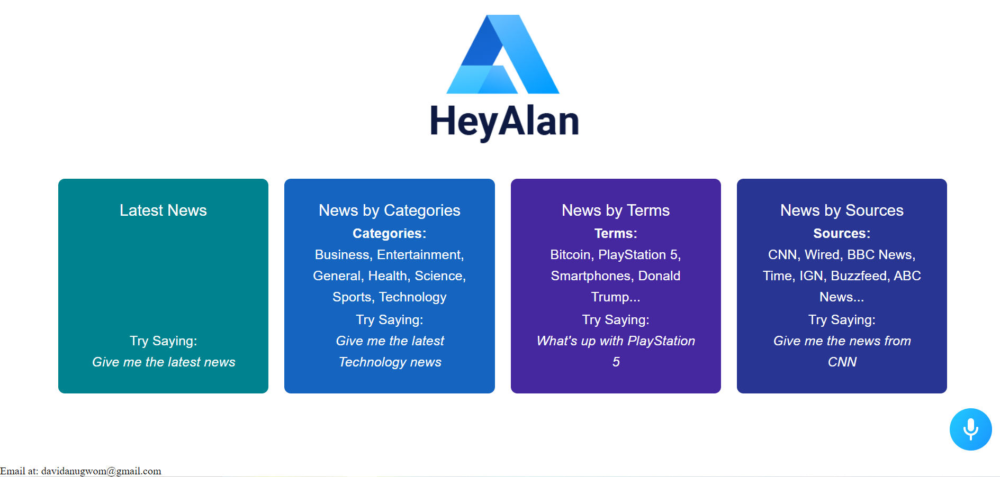 HeyAlan
Latest News
Try Saying:
Give me the latest news
News by Categories
Categories:
Business, Entertainment,
General, Health, Science,
Sports, Technology
Try Saying:
Give me the latest
Technology news
News by Terms
Terms:
Bitcoin, PlayStation 5,
Smartphones, Donald
Trump...
Try Saying:
What's up with PlayStation
5
News by Sources
Sources:
CNN, Wired, BBC News,
Time, IGN, Buzzfeed, ABC
News...
Try Saying:
Give me the news from
CNN
Email at: davidanugwom@gmail.com